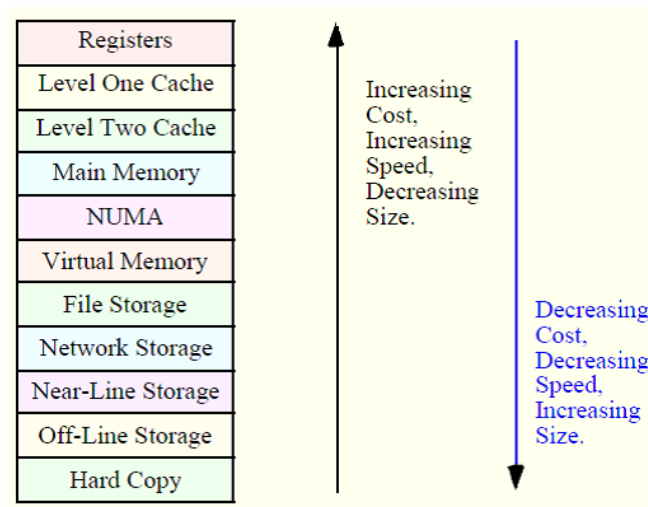 Registers
Level One Cache
Level Two Cache
Main Memory
NUMA
Virtual Memory
File Storage
Network Storage
Near-Line Storage
Off-Line Storage
Hard Copy
Increasing
Cost,
Increasing
Speed,
Decreasing
Size.
Decreasing
Cost,
Decreasing
Speed,
Increasing
Size.